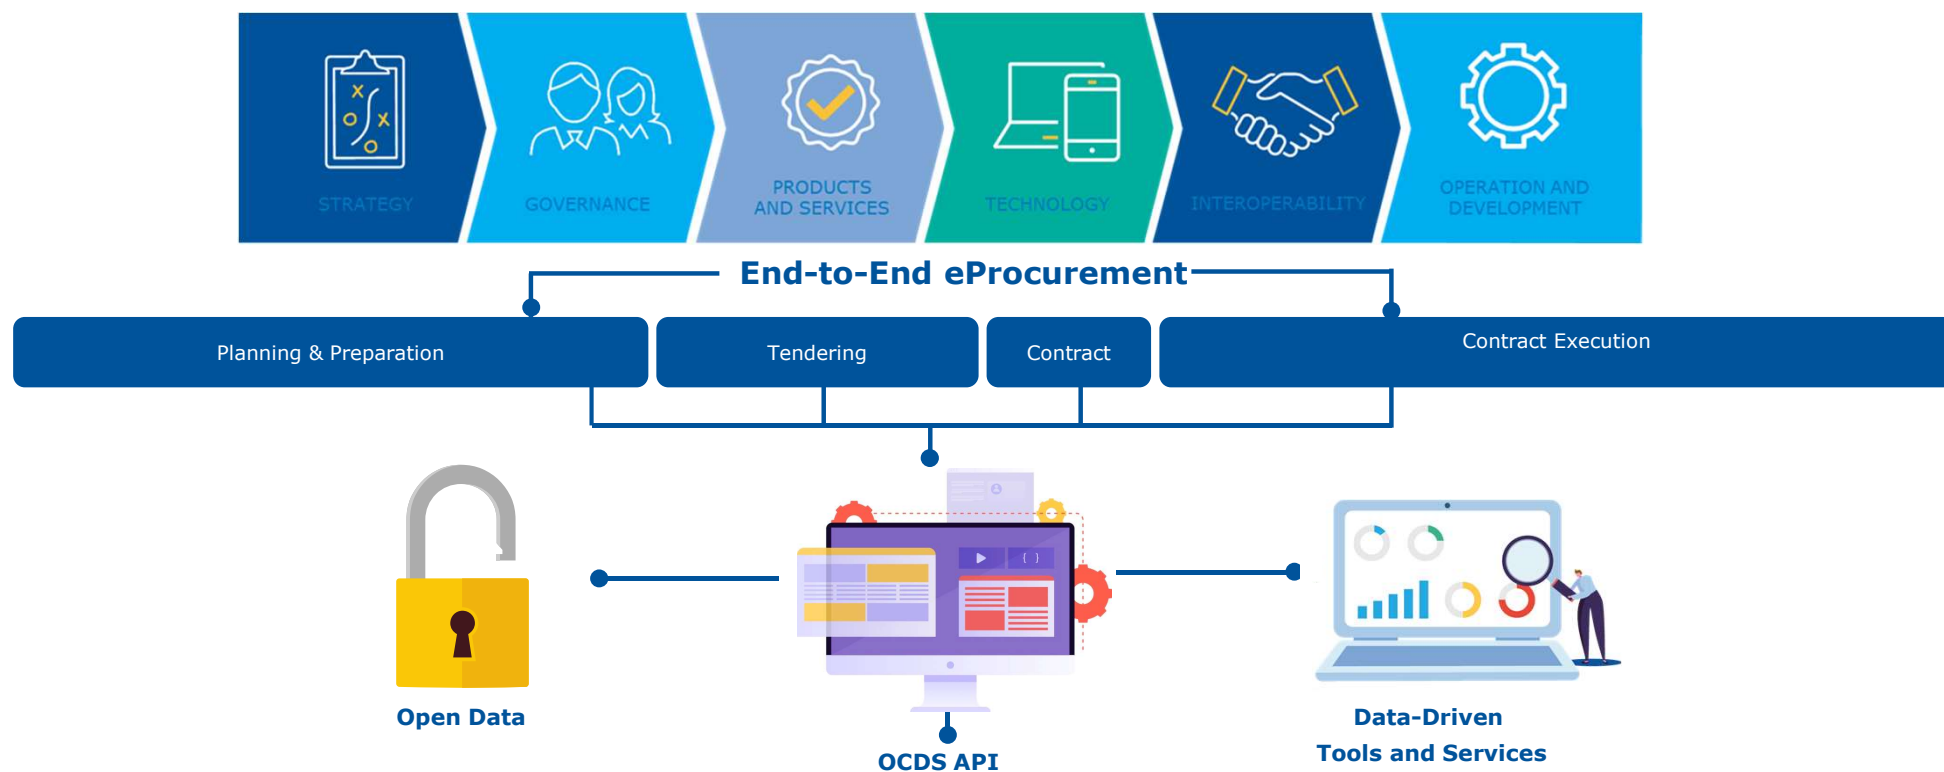 STRATEGY
GOVERNANCE
PRODUCTS
AND SERVICES
TECHNOLOGY
INTEROPERABILITY
OPERATION AND
DEVELOPMENT
End-to-End eProcurement
Planning & Preparation
Tendering
Contract
Contract Execution
{ }
Open Data
OCDS API
Data-Driven
Tools and Services